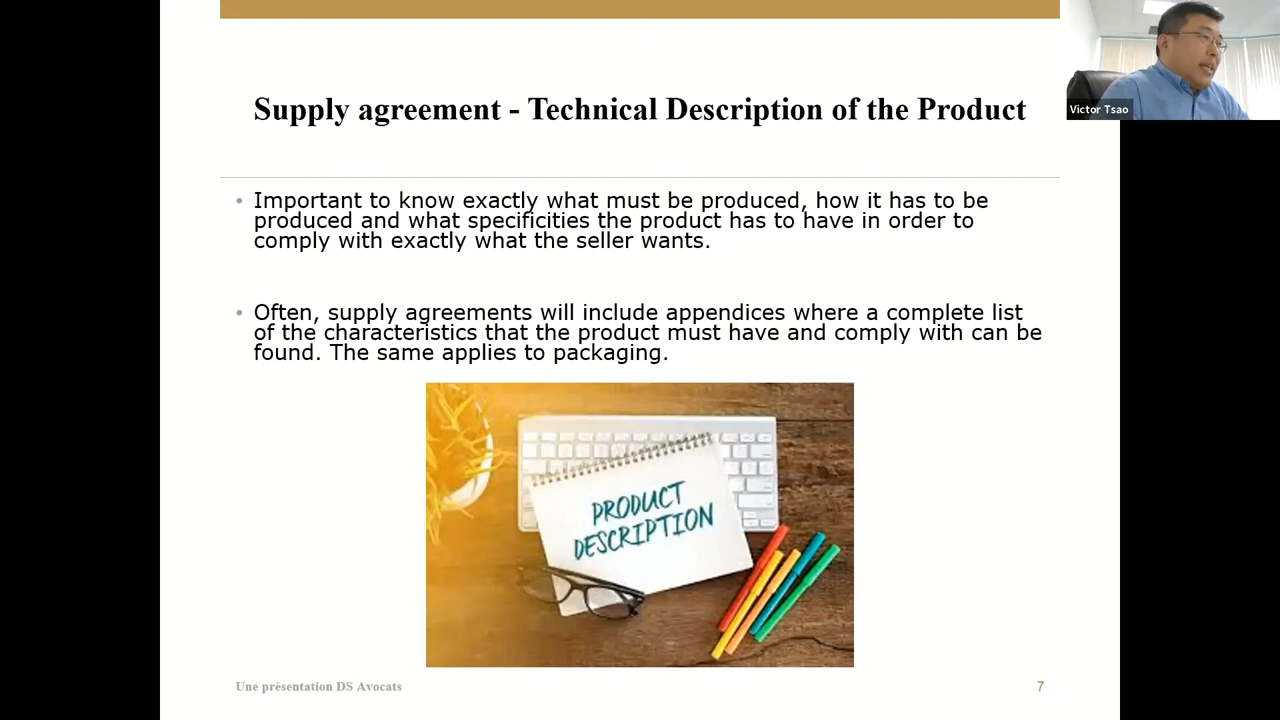 Supply agreement - Technical Description of the Product
Victor Tsao
• Important to know exactly what must be produced, how it has to be
produced and what specificities the product has to have in order to
comply with exactly what the seller wants.
• Often, supply agreements will include appendices where a complete list
of the characteristics that the product must have and comply with can be
found. The same applies to packaging.
PRODUCT
DESCRIPTION
Une présentation DS Avocats
7